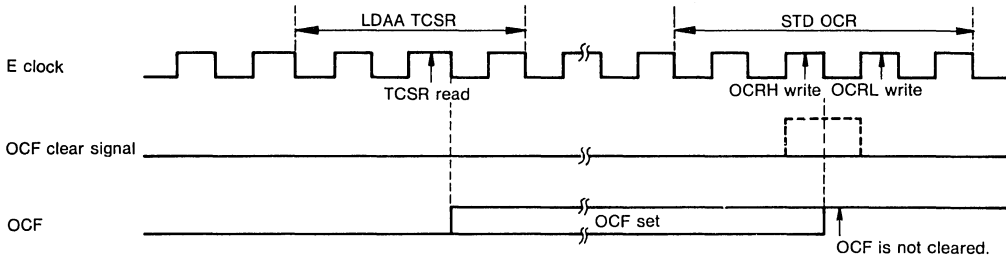 LDAA TCSR
STD OCR
E clock
TCSR read
OCRH write
OCRL write
OCF clear signal
OCF
OCF set
OCF is not cleared.